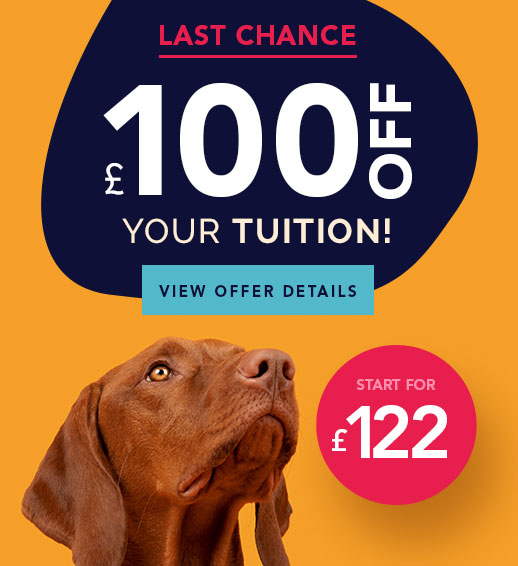 LAST CHANCE
£100 OFF
YOUR TUITION!
VIEW OFFER DETAILS
START FOR
£122